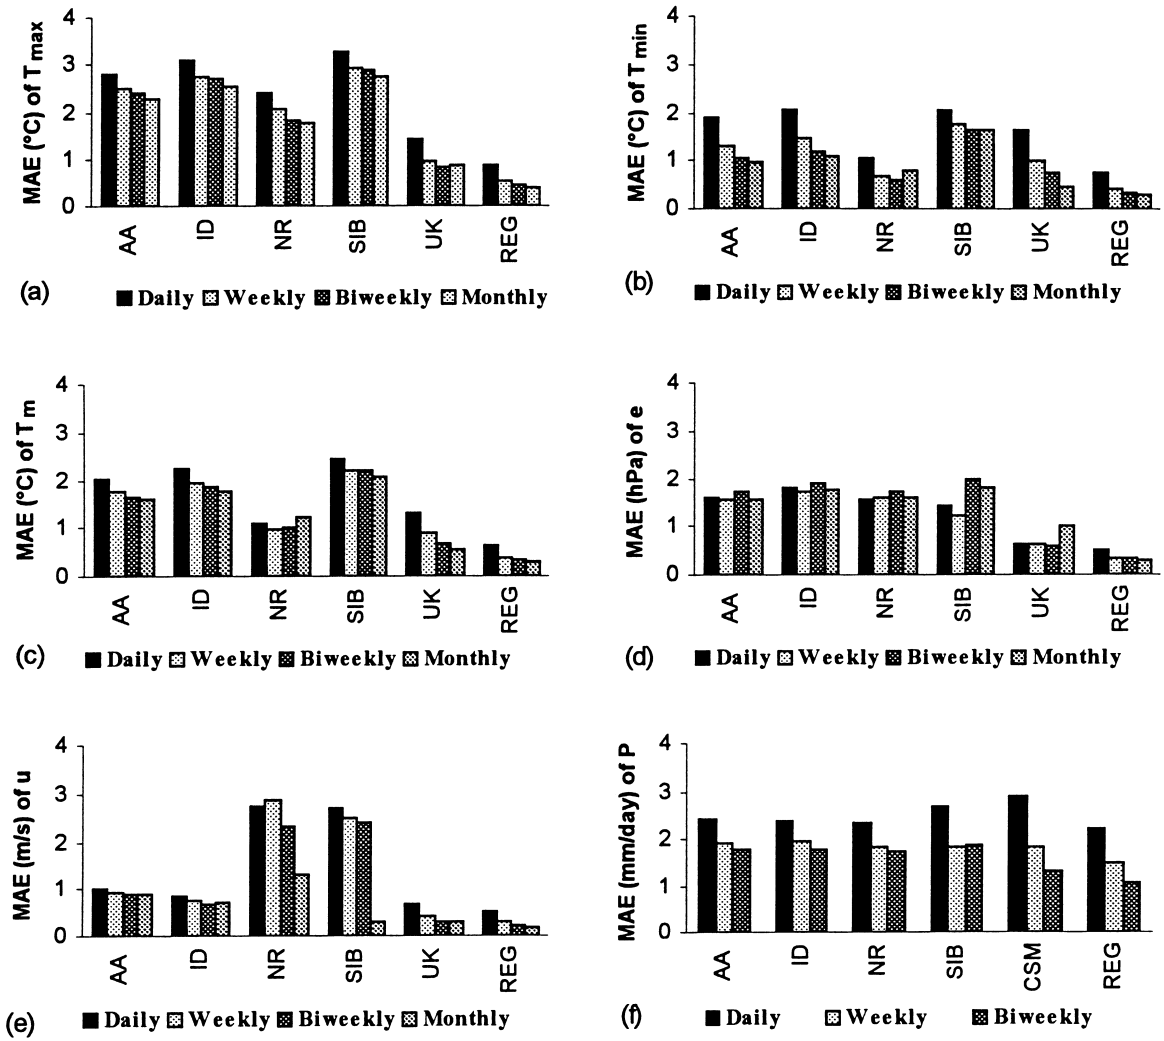 MAE (°C) of Tmax
4
3
2
1
0
AA ID NR SIB UK REG
(a) Daily Weekly Biweekly Monthly
MAE (°C) of Tmin
4
3
2
1
0
AA ID NR SIB UK REG
(b) Daily Weekly Biweekly Monthly
MAE (°C) of Tm
4
3
2
1
0
AA ID NR SIB UK REG
(c) Daily Weekly Biweekly Monthly
MAE (hPa) of e
4
3
2
1
0
AA ID NR SIB UK REG
(d) Daily Weekly Biweekly Monthly
MAE (m/s) of u
4
3
2
1
0
AA ID NR SIB UK REG
(e) Daily Weekly Biweekly Monthly
MAE (mm/day) of P
4
3
2
1
0
AA ID NR SIB CSM REG
(f) Daily Weekly Biweekly